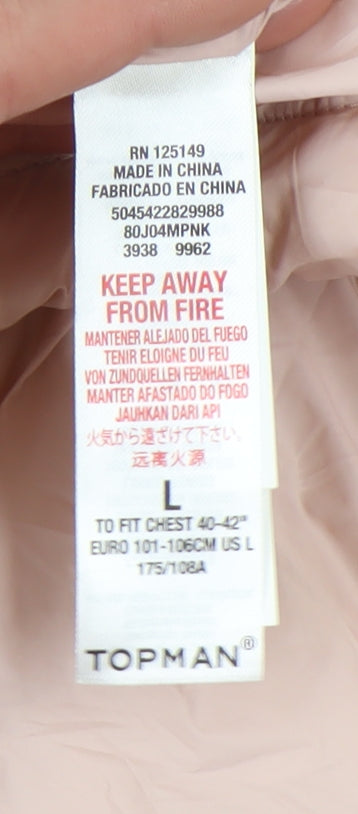 RN 125149
MADE IN CHINA
FABRICADO EN CHINA
5045422829988
80J04MPNK
3938 9962
KEEP AWAY
FROM FIRE
MANTENER ALEJADO DEL FUEGO
TENIR ELOIGNE DU FEU
VON ZUNDQUELLEN FERNHALTEN
MANTER AFASTADO DO FOGO
JAUHKAN DARI API
火気から遠ざけて下さい。
远离火源
L
TO FIT CHEST 40-42"
EURO 101-106CM US L
175/108A
TOPMAN®